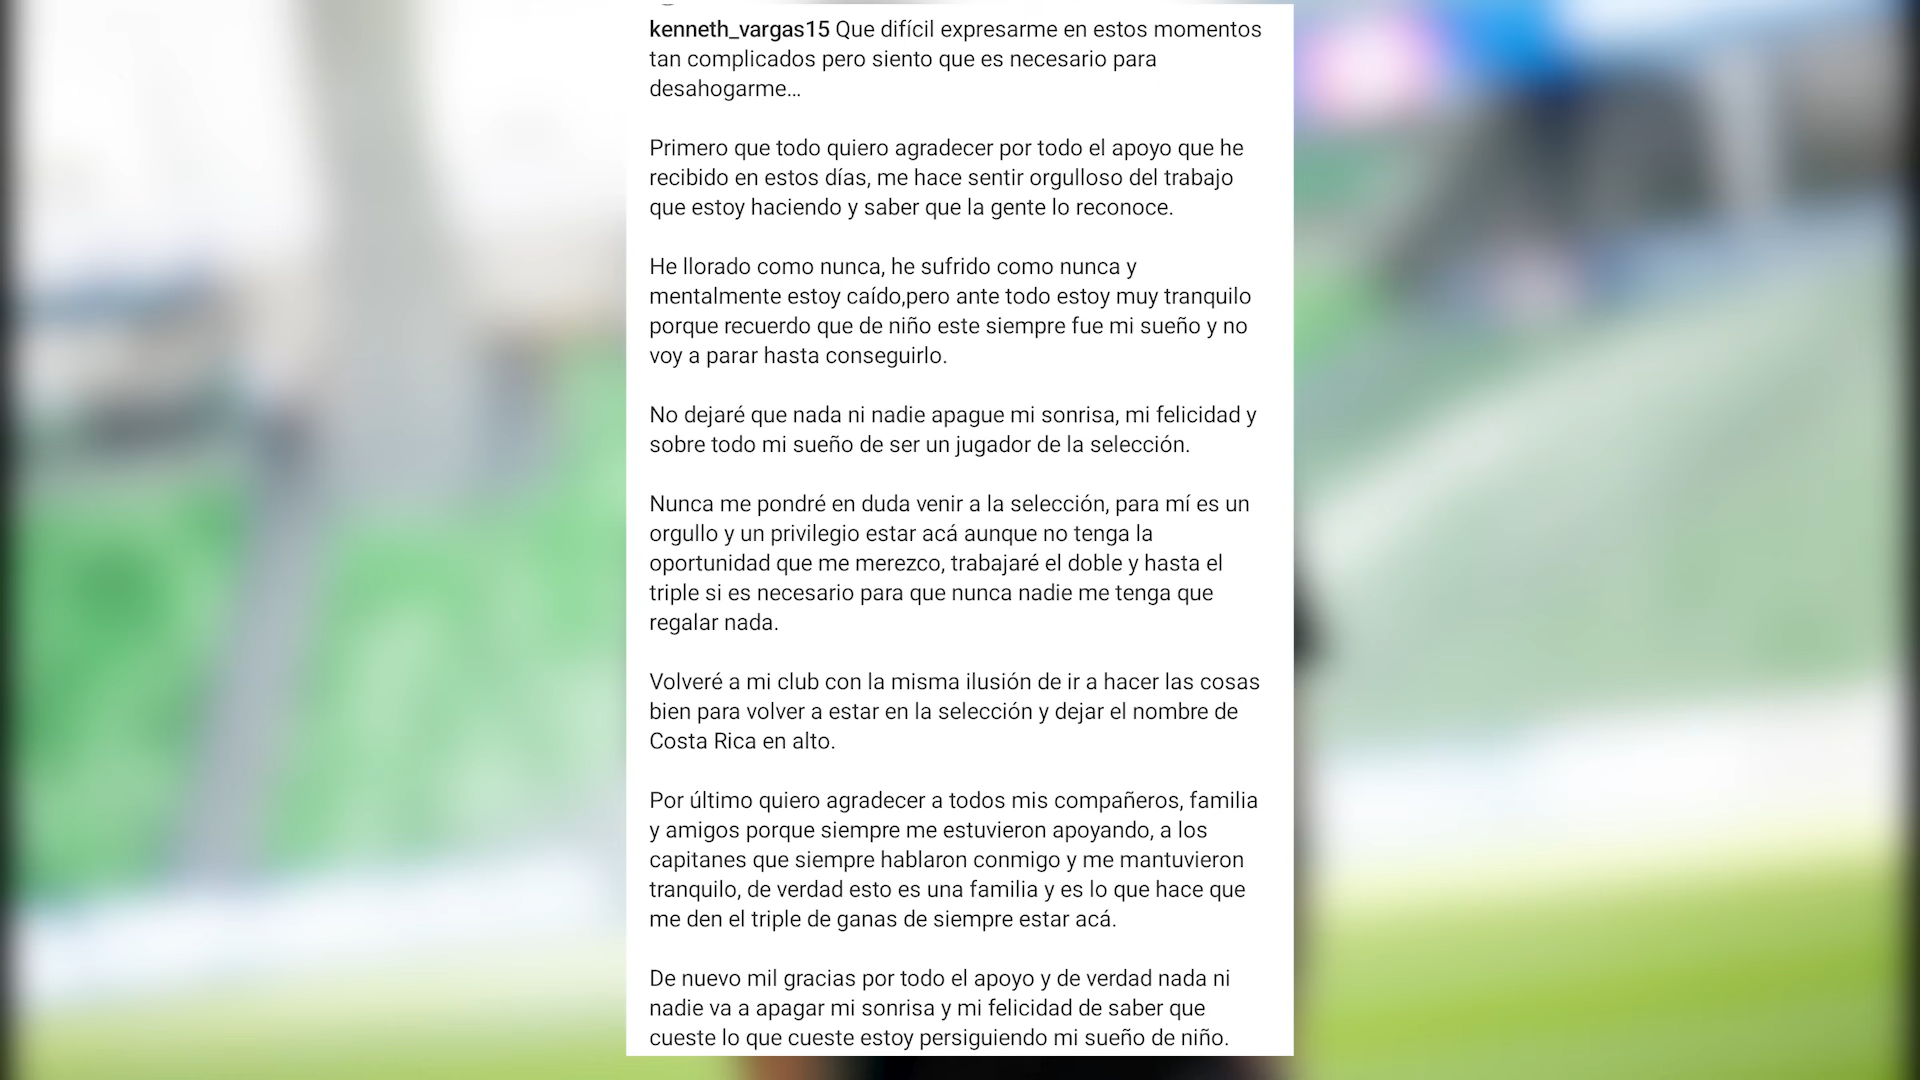 kenneth_vargas15 Que difícil expresarme en estos momentos
tan complicados pero siento que es necesario para
desahogarme...
Primero que todo quiero agradecer por todo el apoyo que he
recibido en estos días, me hace sentir orgulloso del trabajo
que estoy haciendo y saber que la gente lo reconoce.
He llorado como nunca, he sufrido como nunca y
mentalmente estoy caído,pero ante todo estoy muy tranquilo
porque recuerdo que de niño este siempre fue mi sueño y no
voy a parar hasta conseguirlo.
No dejaré que nada ni nadie apague mi sonrisa, mi felicidad y
sobre todo mi sueño de ser un jugador de la selección.
Nunca me pondré en duda venir a la selección, para mí es un
orgullo y un privilegio estar acá aunque no tenga la
oportunidad que me merezco, trabajaré el doble y hasta el
triple si es necesario para que nunca nadie me tenga que
regalar nada.
Volveré a mi club con la misma ilusión de ir a hacer las cosas
bien para volver a estar en la selección y dejar el nombre de
Costa Rica en alto.
Por último quiero agradecer a todos mis compañeros, familia
y amigos porque siempre me estuvieron apoyando, a los
capitanes que siempre hablaron conmigo y me mantuvieron
tranquilo, de verdad esto es una familia y es lo que hace que
me den el triple de ganas de siempre estar acá.
De nuevo mil gracias por todo el apoyo y de verdad nada ni
nadie va a apagar mi sonrisa y mi felicidad de saber que
cueste lo que cueste estoy persiguiendo mi sueño de niño.